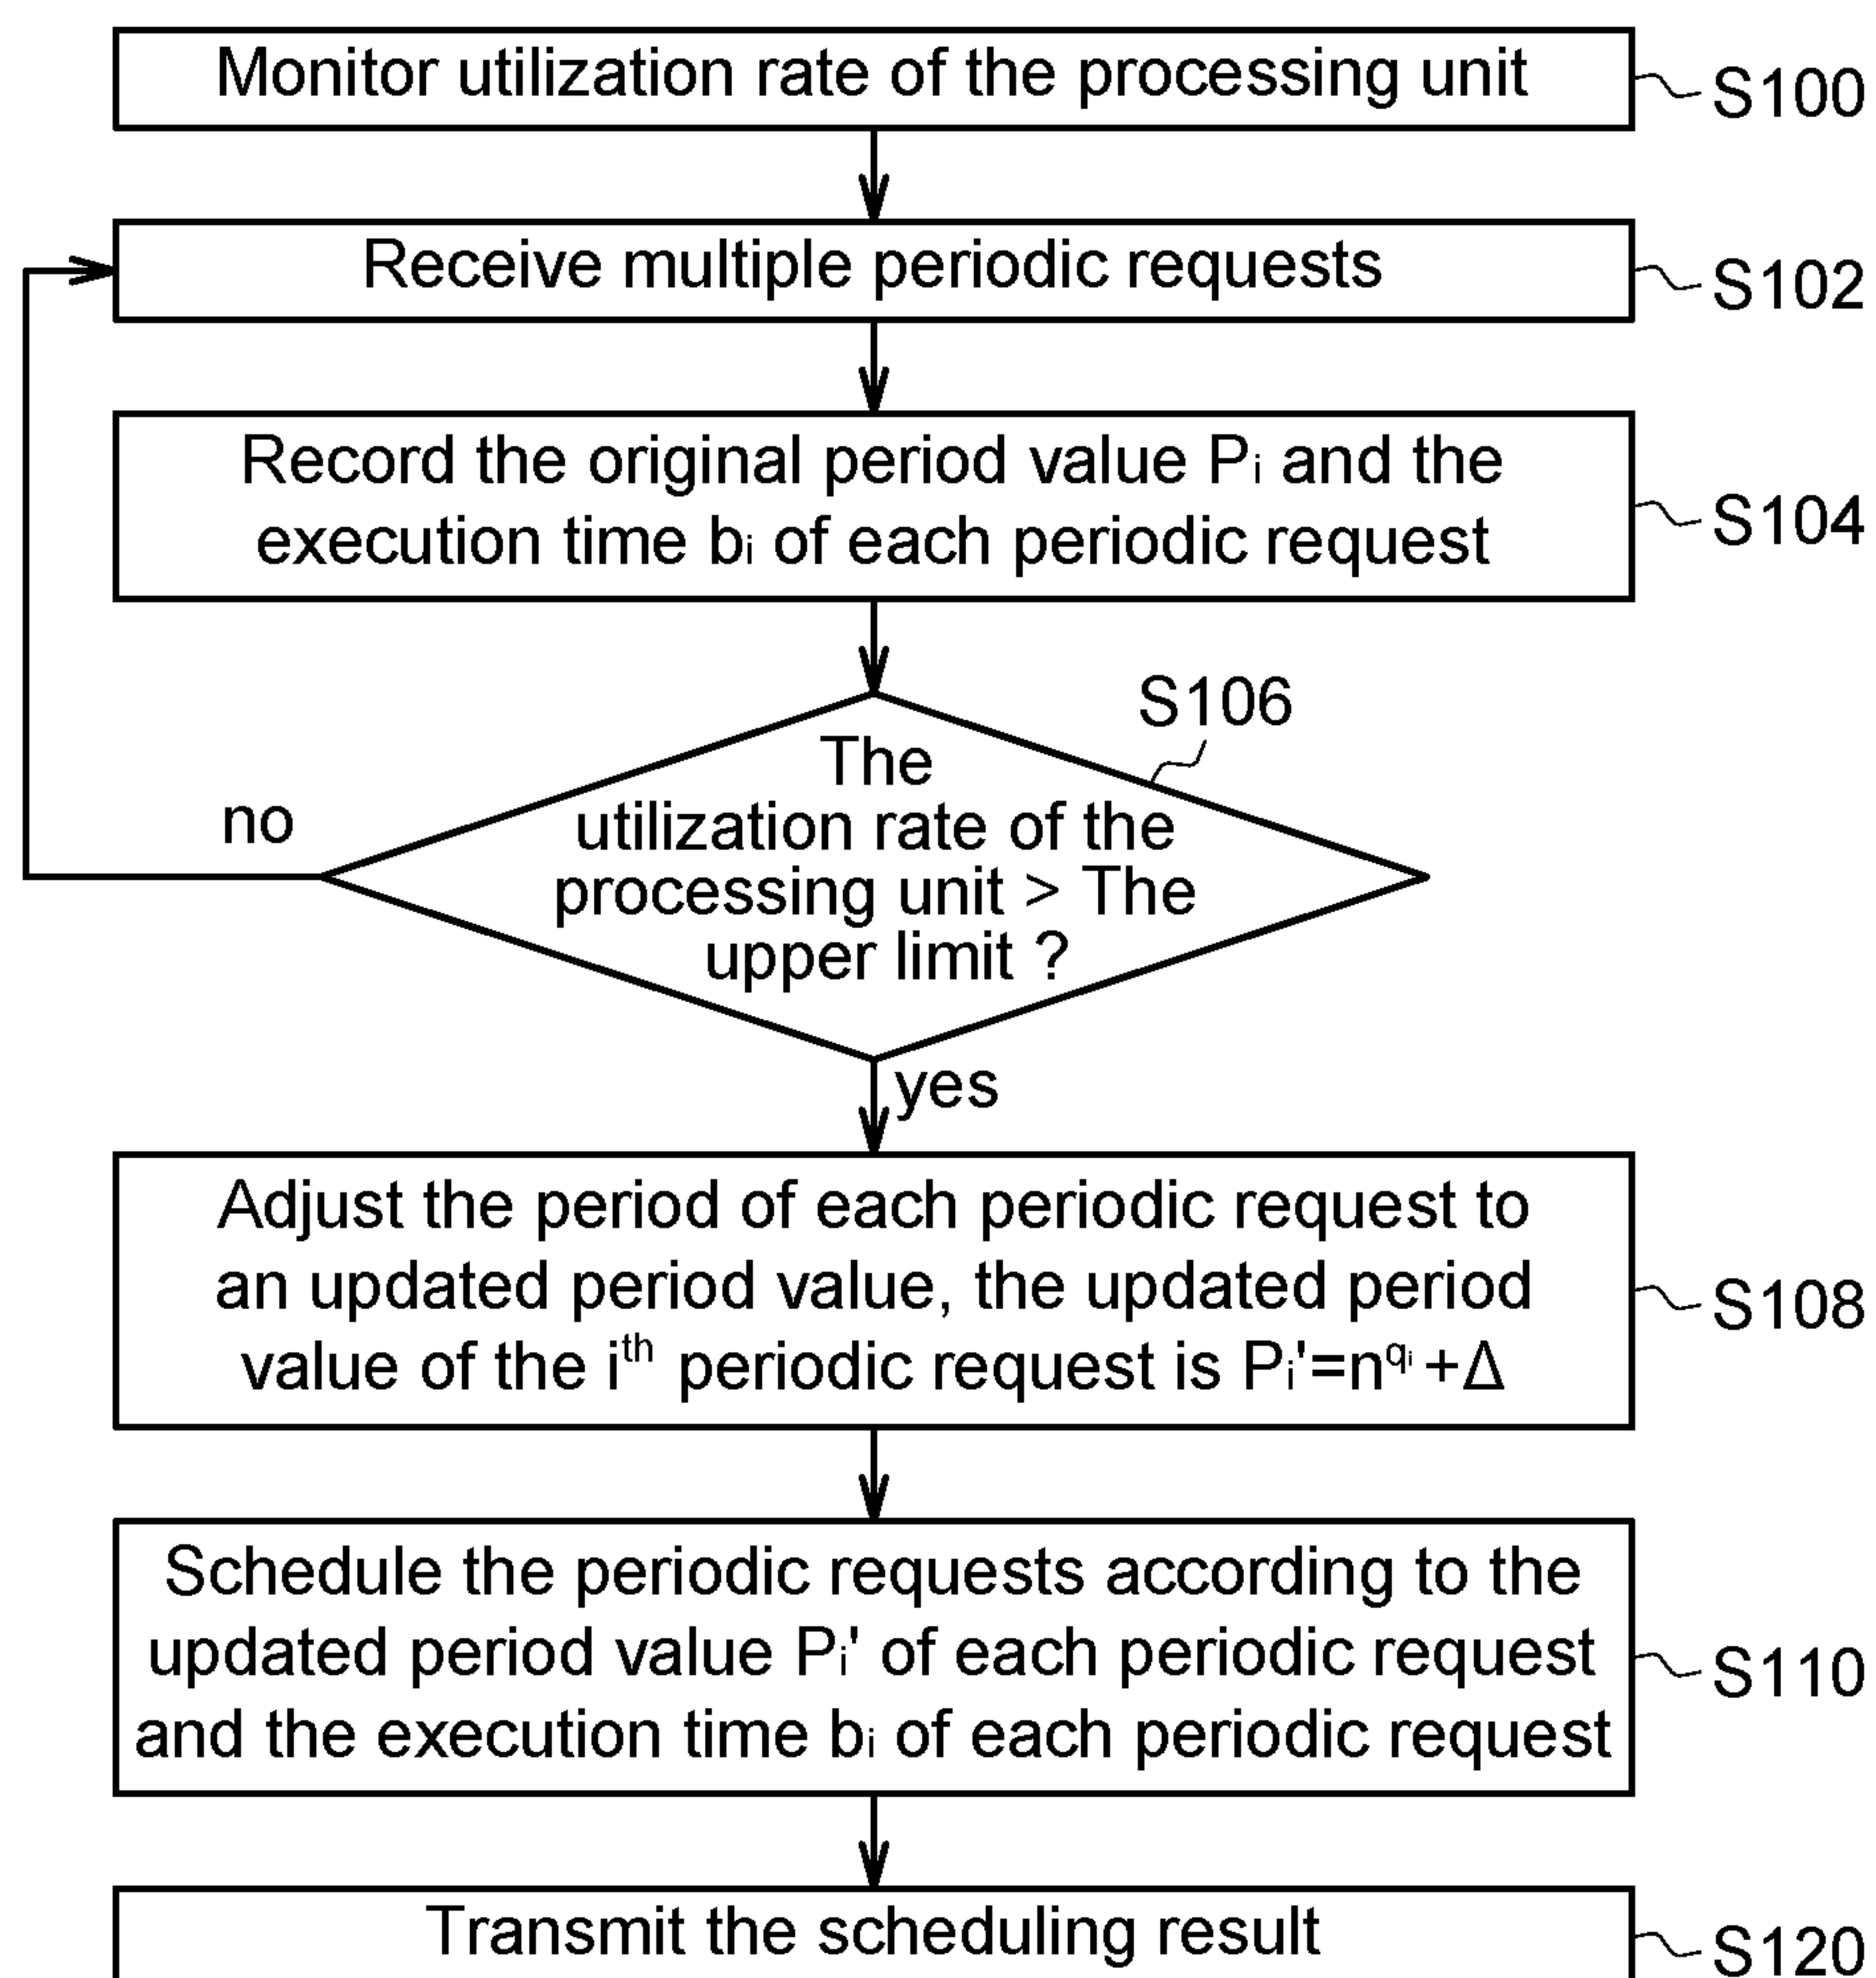 Monitor utilization rate of the processing unit
S100
Receive multiple periodic requests
S102
Record the original period value Pᵢ and the
execution time bᵢ of each periodic request
S104
S106
The
utilization rate of the
processing unit > The
upper limit ?
no
yes
Adjust the period of each periodic request to
an updated period value, the updated period
value of the iᵗʰ periodic request is Pᵢ'=n^qᵢ+Δ
S108
Schedule the periodic requests according to the
updated period value Pᵢ' of each periodic request
and the execution time bᵢ of each periodic request
S110
Transmit the scheduling result
S120